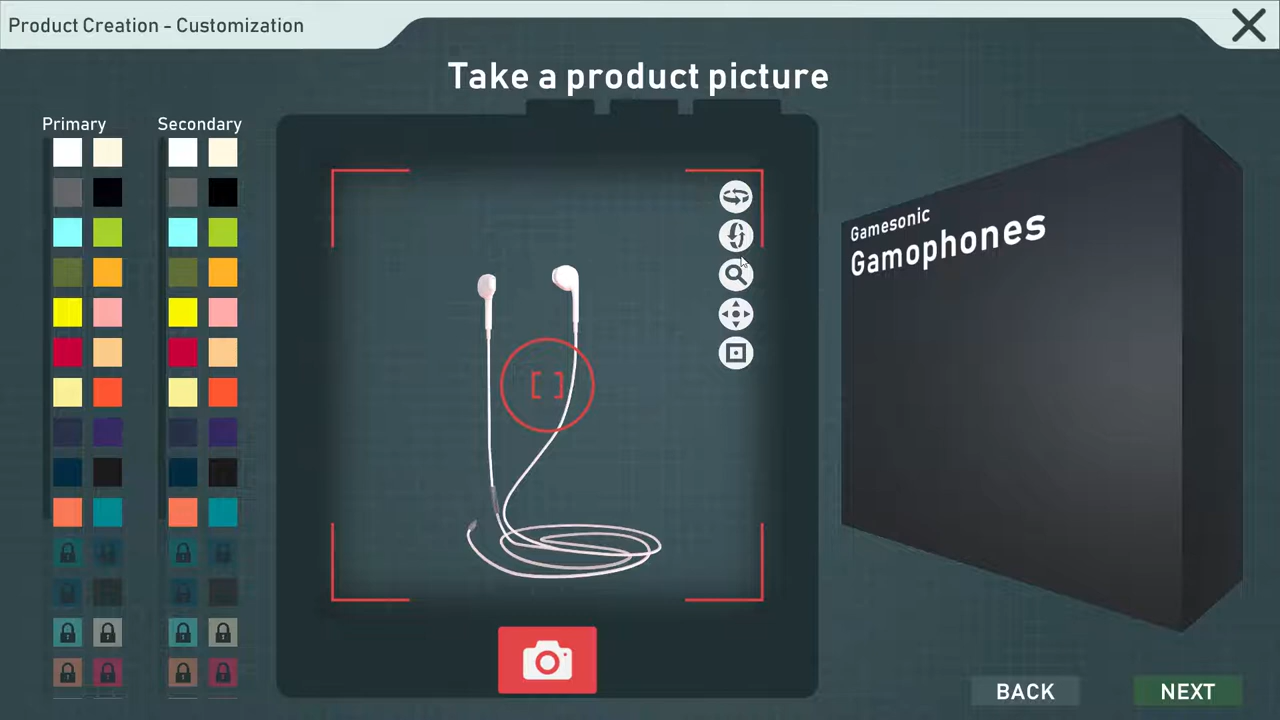 Product Creation - Customization
Take a product picture
Primary
Secondary
Gamesonic
Gamophones
BACK
NEXT